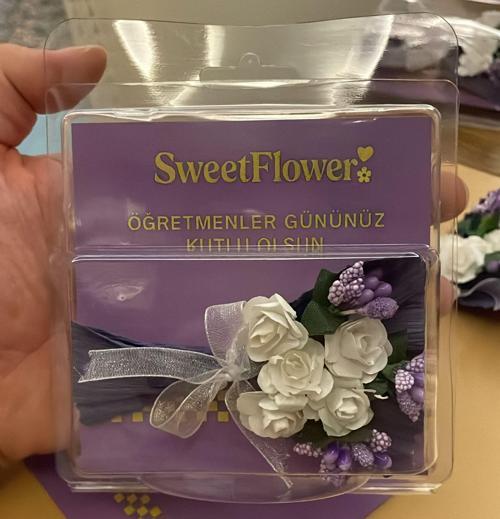 SweetFlower
ÖĞRETMENLER GÜNÜNÜZ
KUTLU OLSUN